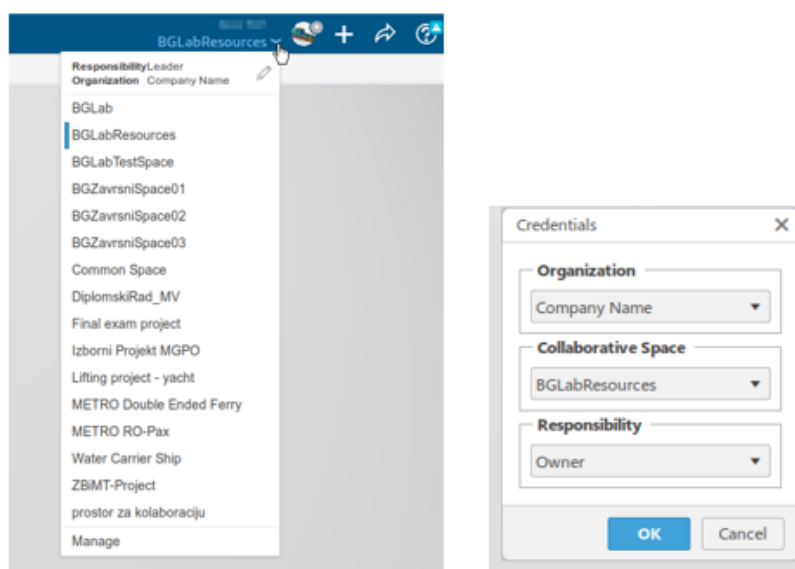 BGLabResources
ResponsibilityLeader
Organization Company Name
BGLab
BGLabResources
BGLabTestSpace
BGZavrsniSpace01
BGZavrsniSpace02
BGZavrsniSpace03
Common Space
DiplomskiRad_MV
Final exam project
Izborni Projekt MGPO
Lifting project - yacht
METRO Double Ended Ferry
METRO RO-Pax
Water Carrier Ship
ZBiMT-Project
prostor za kolaboraciju
Manage
Credentials
Organization
Company Name
Collaborative Space
BGLabResources
Responsibility
Owner
OK Cancel